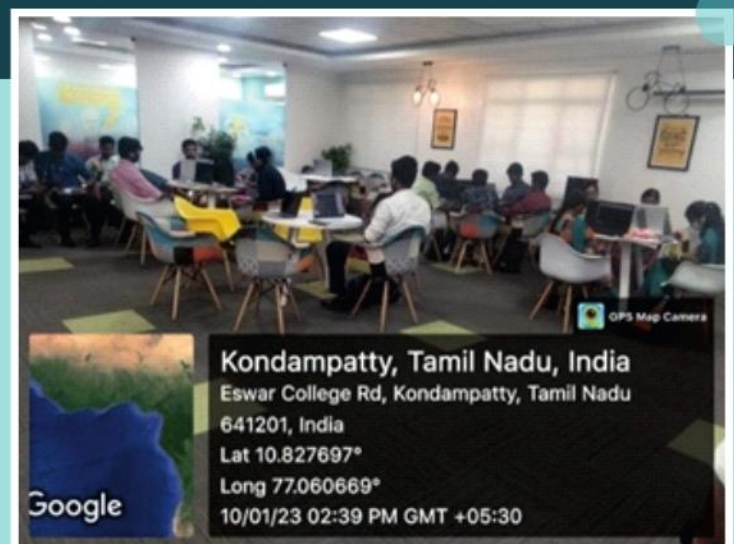 GPS Map Camera
Kondampatty, Tamil Nadu, India
Eswar College Rd, Kondampatty, Tamil Nadu
641201, India
Lat 10.827697°
Long 77.060669°
10/01/23 02:39 PM GMT +05:30
Google